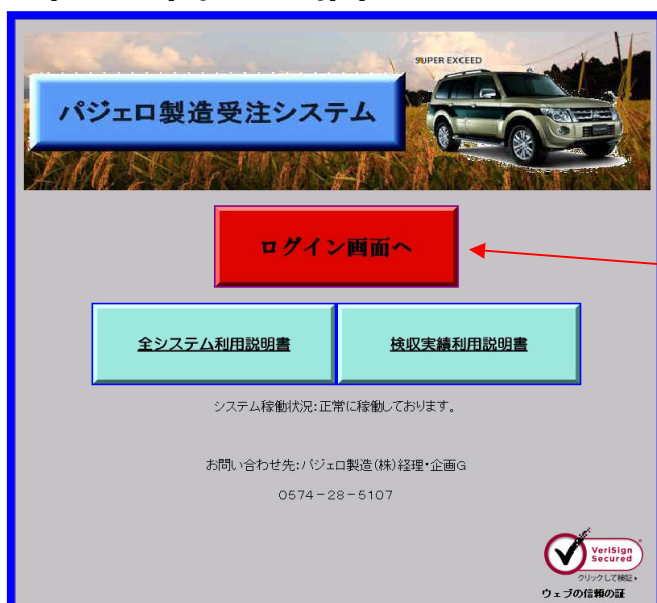 SUPER EXCEED
パジェロ製造受注システム
ログイン画面へ
全システム利用説明書
検収実績利用説明書
システム稼働状況:正常に稼働しております。
お問い合わせ先:パジェロ製造(株)経理・企画G
0574-28-5107
VeriSign
Secured
クリックして検証▶
ウェブの信頼の証